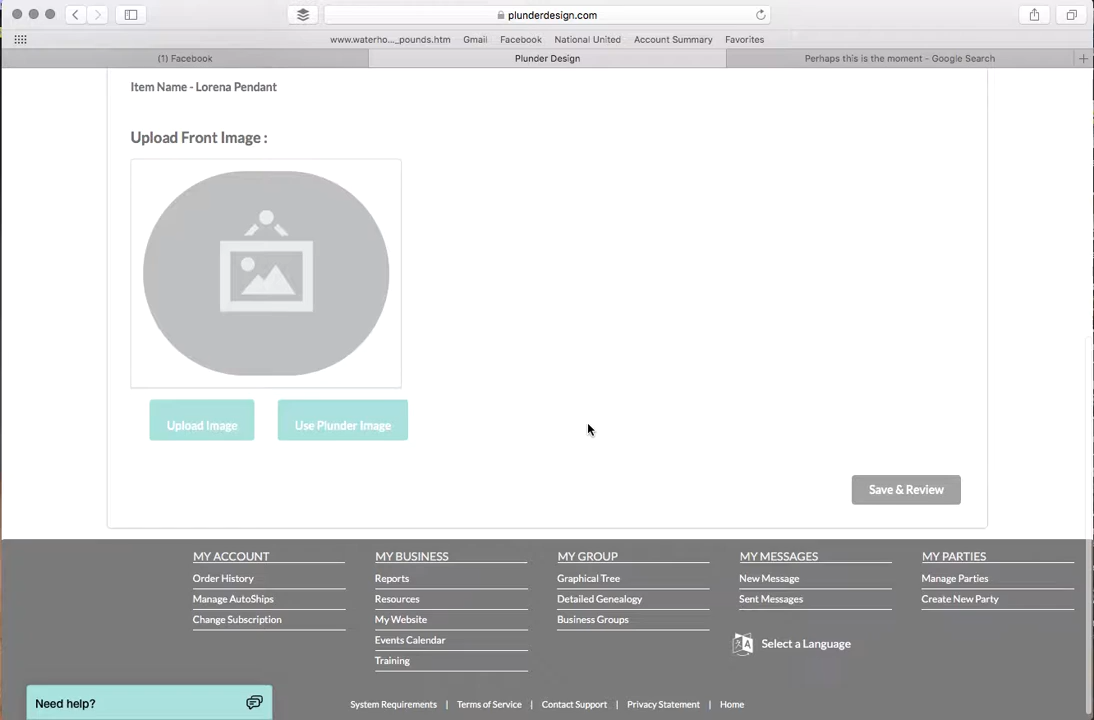 plunderdesign.com
www.waterho..._pounds.htm Gmail Facebook National United Account Summary Favorites
(1) Facebook Plunder Design Perhaps this is the moment - Google Search
Item Name - Lorena Pendant
Upload Front Image :
Upload Image Use Plunder Image
Save & Review
MY ACCOUNT MY BUSINESS MY GROUP MY MESSAGES MY PARTIES
Order History Reports Graphical Tree New Message Manage Parties
Manage AutoShips Resources Detailed Genealogy Sent Messages Create New Party
Change Subscription My Website Business Groups
Events Calendar Select a Language
Training
Need help? System Requirements | Terms of Service | Contact Support | Privacy Statement | Home